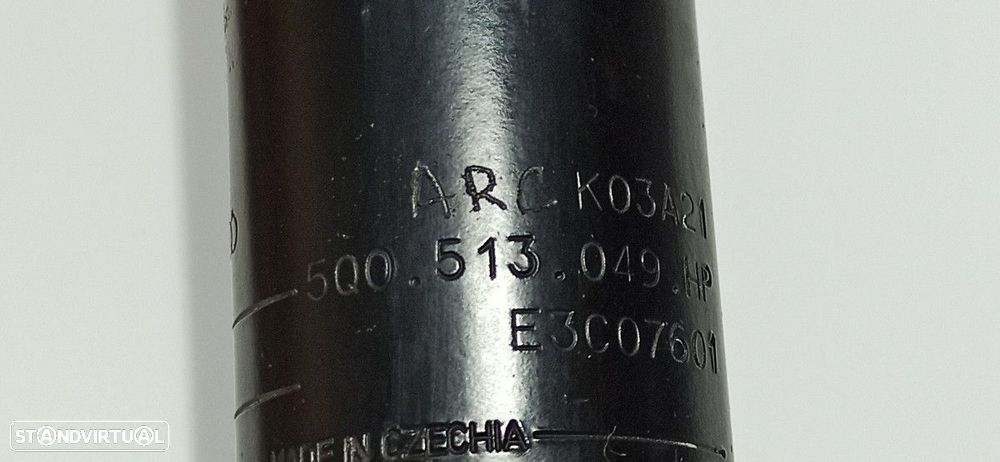 ARC K03A21
5Q0.513.049.HP
E3C07601
MADE IN CZECHIA
STANDVIRTUAL